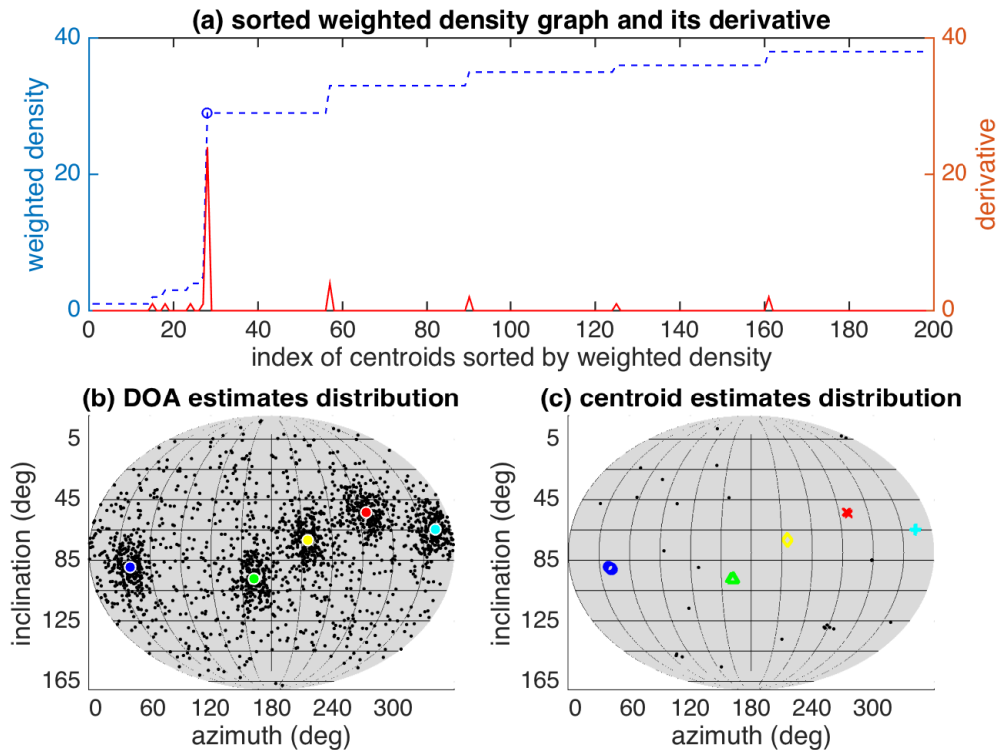 (a) sorted weighted density graph and its derivative
40
20
0
weighted density
40
20
0
derivative
0 20 40 60 80 100 120 140 160 180 200
index of centroids sorted by weighted density
(b) DOA estimates distribution
5
45
85
125
165
inclination (deg)
0 60 120 180 240 300
azimuth (deg)
(c) centroid estimates distribution
5
45
85
125
165
inclination (deg)
0 60 120 180 240 300
azimuth (deg)